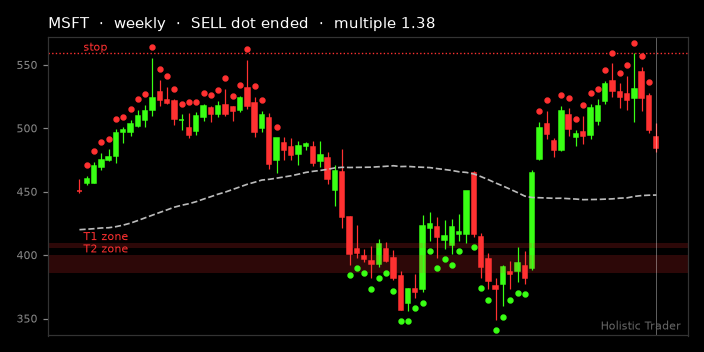 MSFT · weekly · SELL dot ended · multiple 1.38
stop
550
500
450
T1 zone
T2 zone
400
350
Holistic Trader